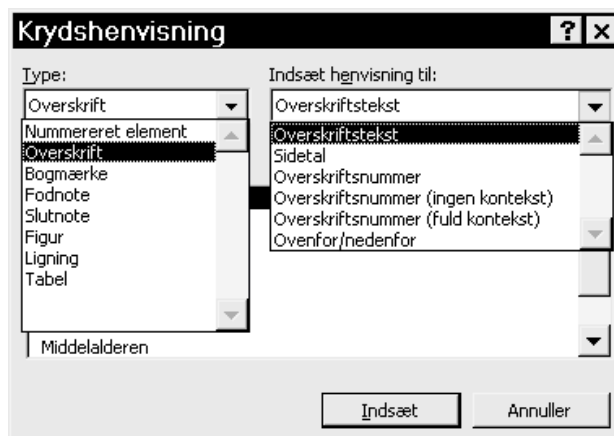 Krydshenvisning
Type:
Indsæt henvisning til:
Overskrift
Overskriftstekst
Nummereret element
Overskrift
Bogmærke
Fodnote
Slutnote
Figur
Ligning
Tabel
Overskriftstekst
Sidetal
Overskriftsnummer
Overskriftsnummer (ingen kontekst)
Overskriftsnummer (fuld kontekst)
Ovenfor/nedenfor
Middelalderen
Indsæt
Annuller